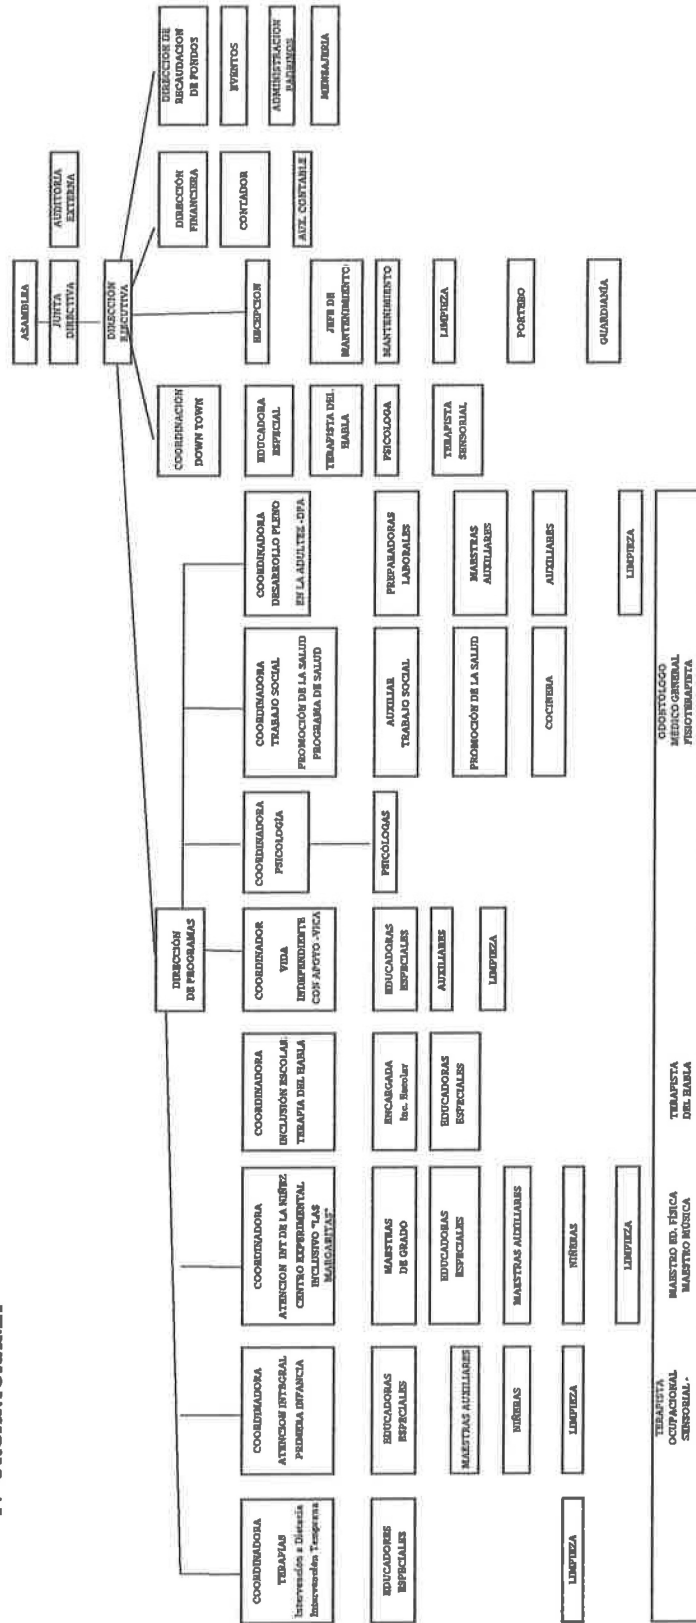 ASAMBLEA
JUNTA
DIRECTIVA
AUDITORIA
EXTERNA
DIRECCIÓN
EJECUTIVA
DIRECCIÓN
DE PROGRAMAS
COORDINACION
DOWN TOWN
DIRECCIÓN
FINANCIERA
DIRECCION DE
RECAUDACION
DE FONDOS
COORDINADORA
TERAPIAS
Intervención a Distancia
Intervención Temprana
EDUCADORES
ESPECIALES
LIMPIEZA
COORDINADORA
ATENCION INTEGRAL
PRIMERA INFANCIA
EDUCADORAS
ESPECIALES
MAESTRAS AUXILIARES
NIÑERAS
LIMPIEZA
COORDINADORA
ATENCION INT DE LA NIÑEZ
CENTRO EXPERIMENTAL
INCLUSIVO "LAS
MARGARITAS"
MAESTRAS
DE GRADO
EDUCADORAS
ESPECIALES
MAESTRAS AUXILIARES
NIÑERAS
LIMPIEZA
COORDINADORA
INCLUSIÓN ESCOLAR
TERAPIA DEL HABLA
ENCARGADA
Inc. Escolar
EDUCADORAS
ESPECIALES
COORDINADOR
VIDA
INDEPENDIENTE
CON APOYO -VICA
EDUCADORAS
ESPECIALES
AUXILIARES
LIMPIEZA
COORDINADORA
PSICOLOGÍA
PSICÓLOGAS
COORDINADORA
TRABAJO SOCIAL
PROMOCIÓN DE LA SALUD
PROGRAMA DE SALUD
AUXILIAR
TRABAJO SOCIAL
PROMOCIÓN DE LA SALUD
COCINERA
COORDINADORA
DESARROLLO PLENO
EN LA ADULTEZ -DPA
PREPARADORAS
LABORALES
MAESTRAS
AUXILIARES
AUXILIARES
LIMPIEZA
EDUCADORA
ESPECIAL
TERAPISTA DEL
HABLA
PSICOLOGA
TERAPISTA
SENSORIAL
RECEPCION
JEFE DE
MANTENIMIENTO
MANTENIMIENTO
LIMPIEZA
PORTERO
GUARDIANÍA
CONTADOR
AUX. CONTABLE
EVENTOS
ADMINISTRACION
PADRINOS
MENSAJERIA
TERAPISTA
OCUPACIONAL
SENSORIAL -
MAESTRO ED. FÍSICA
MAESTRO MÚSICA
TERAPISTA
DEL HABLA
ODONTOLOGO
MÉDICO GENERAL
FISIOTERAPISTA